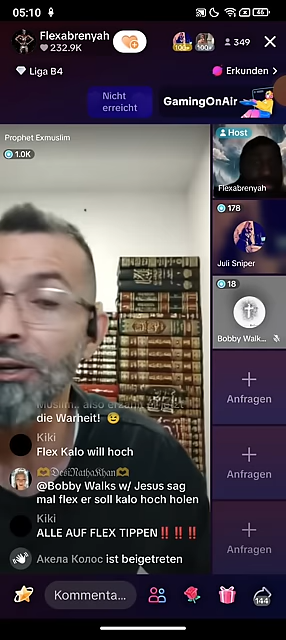 05:10
46
Flexabrenyah
232.9K
100+
100+
349
Liga B4
Erkunden >
Nicht
erreicht
GamingOnAir
Prophet Exmuslim
1.0K
Host
Flexabrenyah
178
Juli Sniper
18
Bobby Walk...
Anfragen
Anfragen
Anfragen
die Warheit! 😉
Kiki
Flex Kalo will hoch
🫶𝔇𝔢𝔰𝔦𝔑𝔞𝔱𝔥𝔞𝔎𝔥𝔞𝔫🫶
@Bobby Walks w/ Jesus sag
mal flex er soll kalo hoch holen
Kiki
ALLE AUF FLEX TIPPEN‼️‼️‼️
Акела Колос ist beigetreten
Kommenta...
144